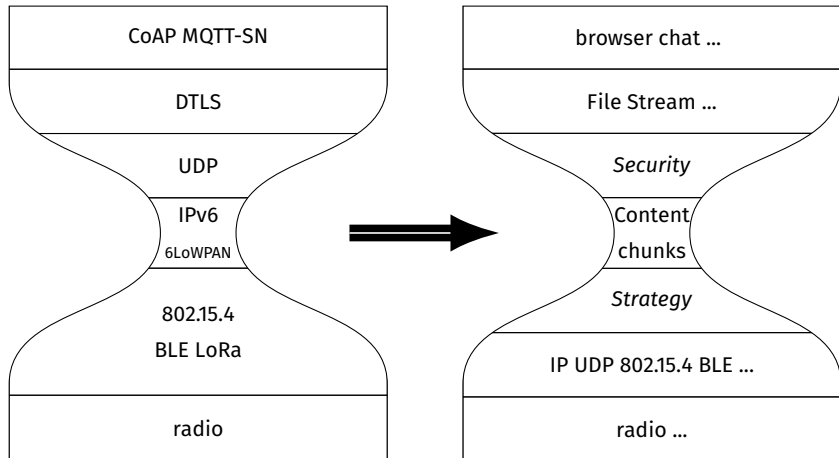 CoAP MQTT-SN
DTLS
UDP
IPv6
6LoWPAN
802.15.4
BLE LoRa
radio
browser chat ...
File Stream ...
Security
Content
chunks
Strategy
IP UDP 802.15.4 BLE ...
radio ...